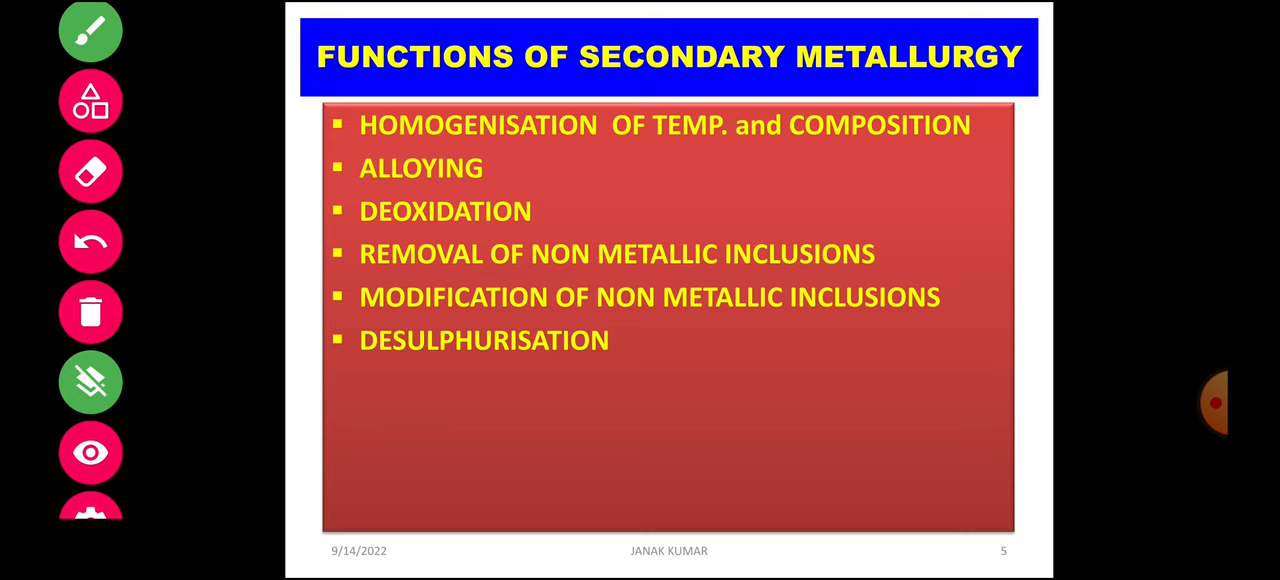 FUNCTIONS OF SECONDARY METALLURGY
▪ HOMOGENISATION OF TEMP. and COMPOSITION
▪ ALLOYING
▪ DEOXIDATION
▪ REMOVAL OF NON METALLIC INCLUSIONS
▪ MODIFICATION OF NON METALLIC INCLUSIONS
▪ DESULPHURISATION
9/14/2022 JANAK KUMAR 5